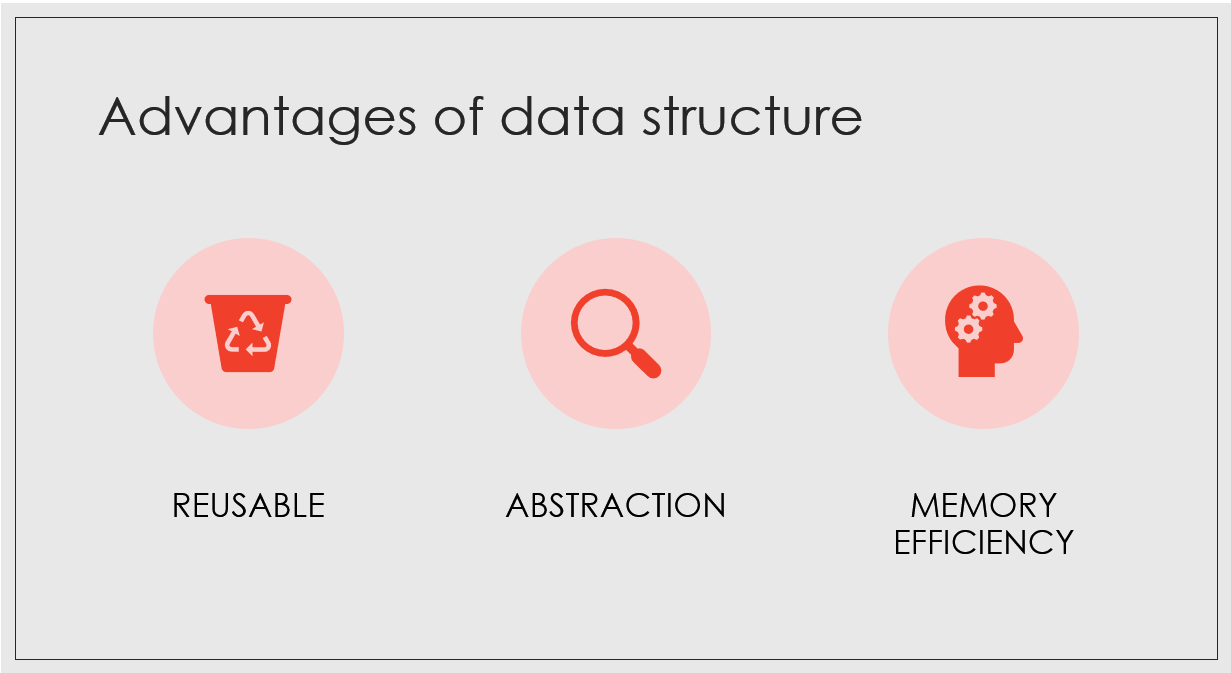 Advantages of data structure
REUSABLE
ABSTRACTION
MEMORY
EFFICIENCY